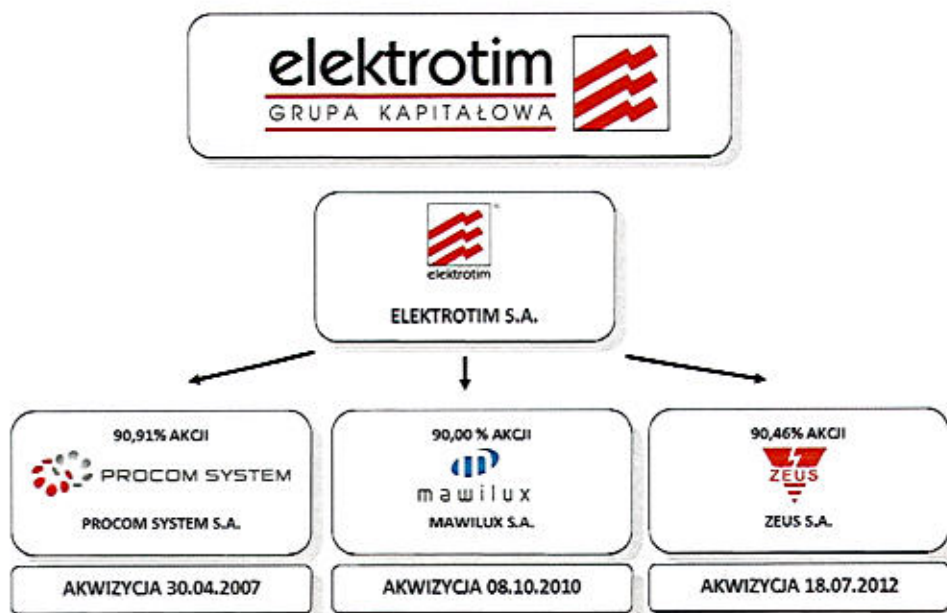 elektrotim
GRUPA KAPITAŁOWA
elektrotim
ELEKTROTIM S.A.
90,91% AKCJI
PROCOM SYSTEM
PROCOM SYSTEM S.A.
AKWIZYCJA 30.04.2007
90,00 % AKCJI
mawilux
MAWILUX S.A.
AKWIZYCJA 08.10.2010
90,46% AKCJI
ZEUS
ZEUS S.A.
AKWIZYCJA 18.07.2012